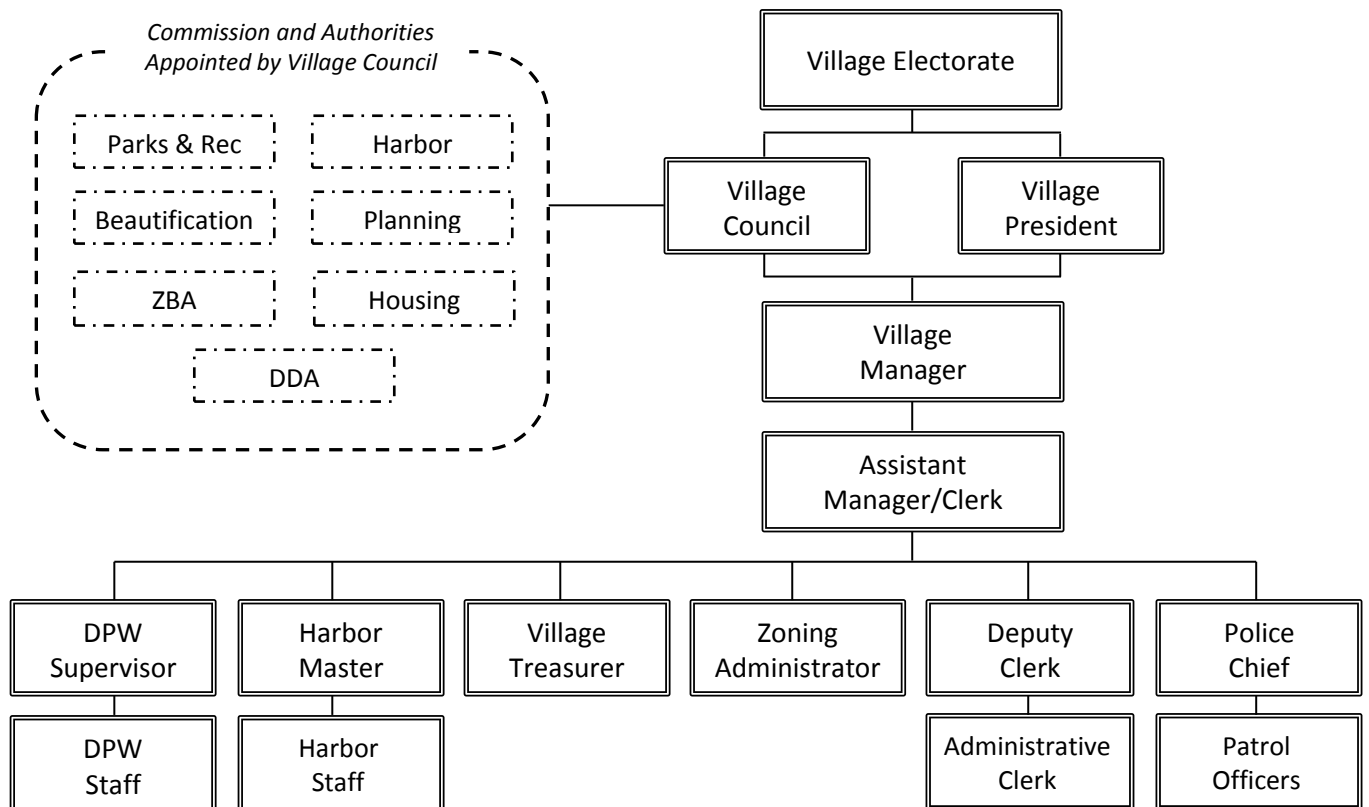 Commission and Authorities
Appointed by Village Council
Parks & Rec
Harbor
Beautification
Planning
ZBA
Housing
DDA
Village Electorate
Village
Council
Village
President
Village
Manager
Assistant
Manager/Clerk
DPW
Supervisor
Harbor
Master
Village
Treasurer
Zoning
Administrator
Deputy
Clerk
Police
Chief
DPW
Staff
Harbor
Staff
Administrative
Clerk
Patrol
Officers